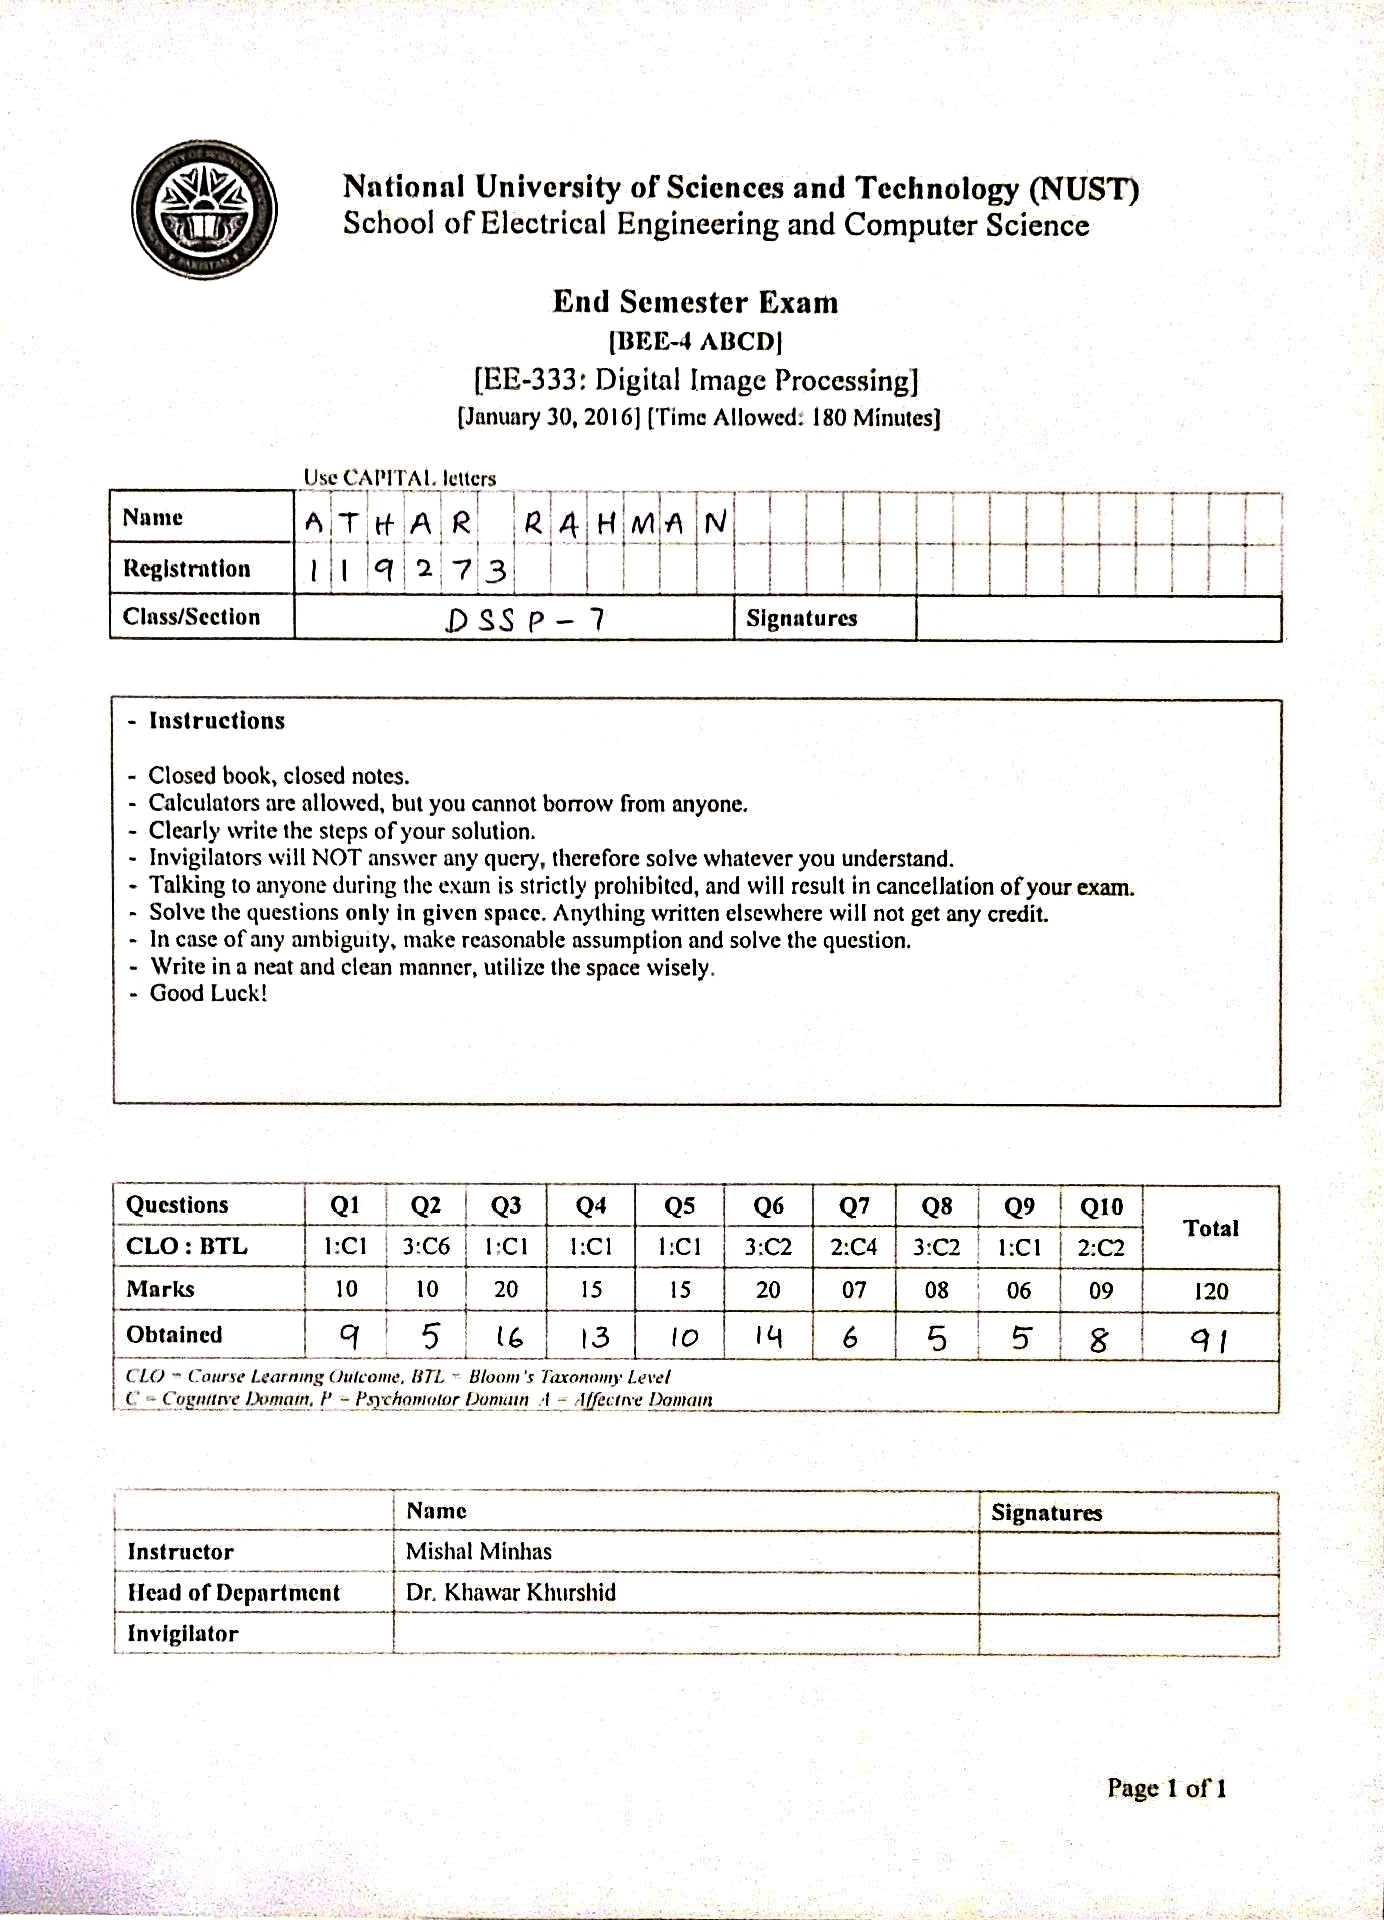 National University of Sciences and Technology (NUST)
School of Electrical Engineering and Computer Science
End Semester Exam
[BEE-4 ABCD]
[EE-333: Digital Image Processing]
[January 30, 2016] [Time Allowed: 180 Minutes]
Use CAPITAL letters
Name ATHAR RAHMAN
Registration 119273
Class/Section DSSP-7 Signatures
- Instructions
- Closed book, closed notes.
- Calculators are allowed, but you cannot borrow from anyone.
- Clearly write the steps of your solution.
- Invigilators will NOT answer any query, therefore solve whatever you understand.
- Talking to anyone during the exam is strictly prohibited, and will result in cancellation of your exam.
- Solve the questions only in given space. Anything written elsewhere will not get any credit.
- In case of any ambiguity, make reasonable assumption and solve the question.
- Write in a neat and clean manner, utilize the space wisely.
- Good Luck!
Questions Q1 Q2 Q3 Q4 Q5 Q6 Q7 Q8 Q9 Q10 Total
CLO : BTL 1:C1 3:C6 1:C1 1:C1 1:C1 3:C2 2:C4 3:C2 1:C1 2:C2
Marks 10 10 20 15 15 20 07 08 06 09 120
Obtained 9 5 16 13 10 14 6 5 5 8 91
CLO = Course Learning Outcome, BTL = Bloom's Taxonomy Level
C = Cognitive Domain, P = Psychomotor Domain A = Affective Domain
Name Signatures
Instructor Mishal Minhas
Head of Department Dr. Khawar Khurshid
Invigilator
Page 1 of 1